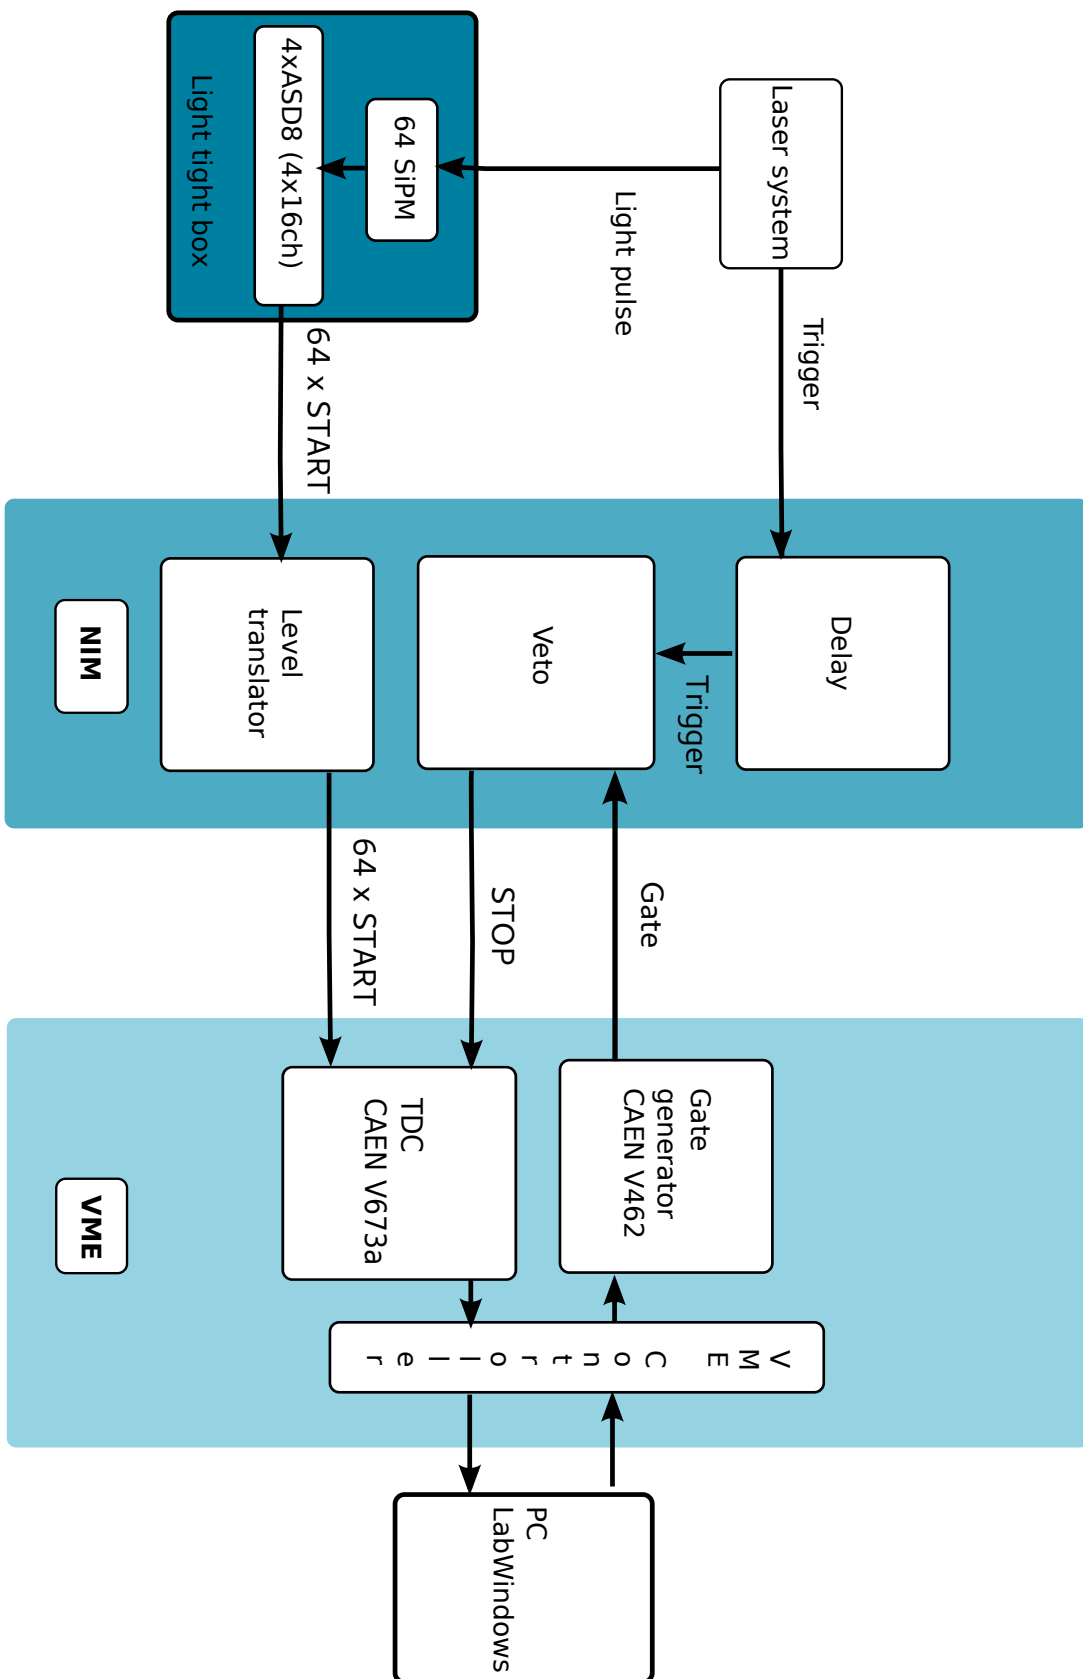 Laser system
Trigger
Delay
Light pulse
Trigger
64 SiPM
4xASD8 (4x16ch)
Light tight box
64 x START
Veto
Level
translator
NIM
Gate
STOP
64 x START
Gate
generator
CAEN V462
TDC
CAEN V673a
VME
VME Controller
PC
LabWindows